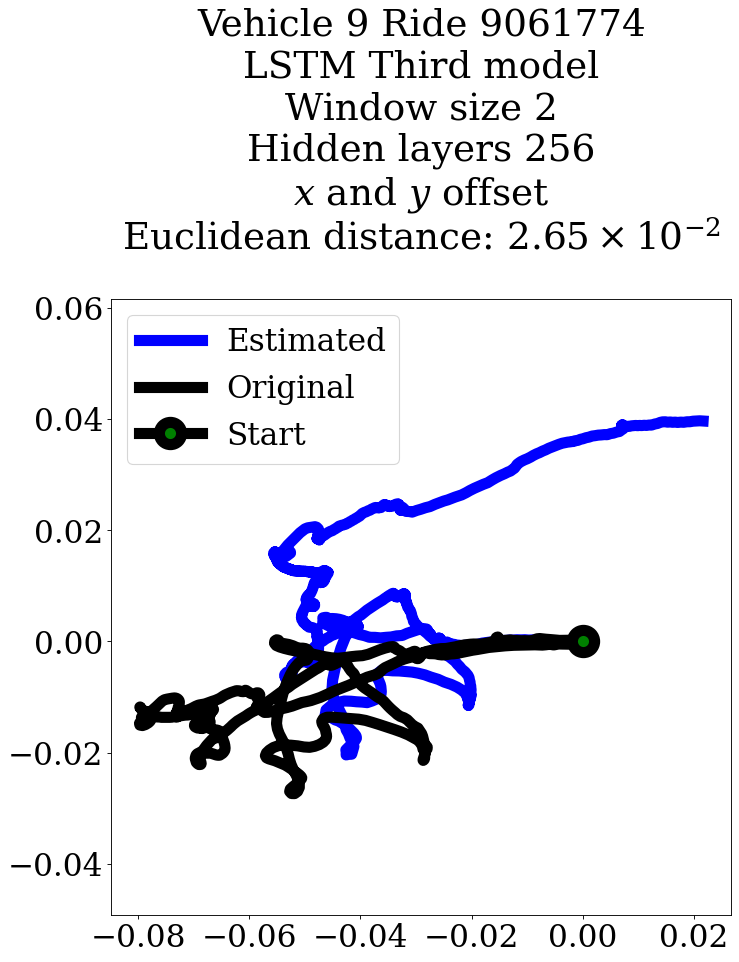 Vehicle 9 Ride 9061774
LSTM Third model
Window size 2
Hidden layers 256
x and y offset
Euclidean distance: 2.65 × 10⁻²
Estimated
Original
Start
0.06
0.04
0.02
0.00
−0.02
−0.04
−0.08 −0.06 −0.04 −0.02 0.00 0.02